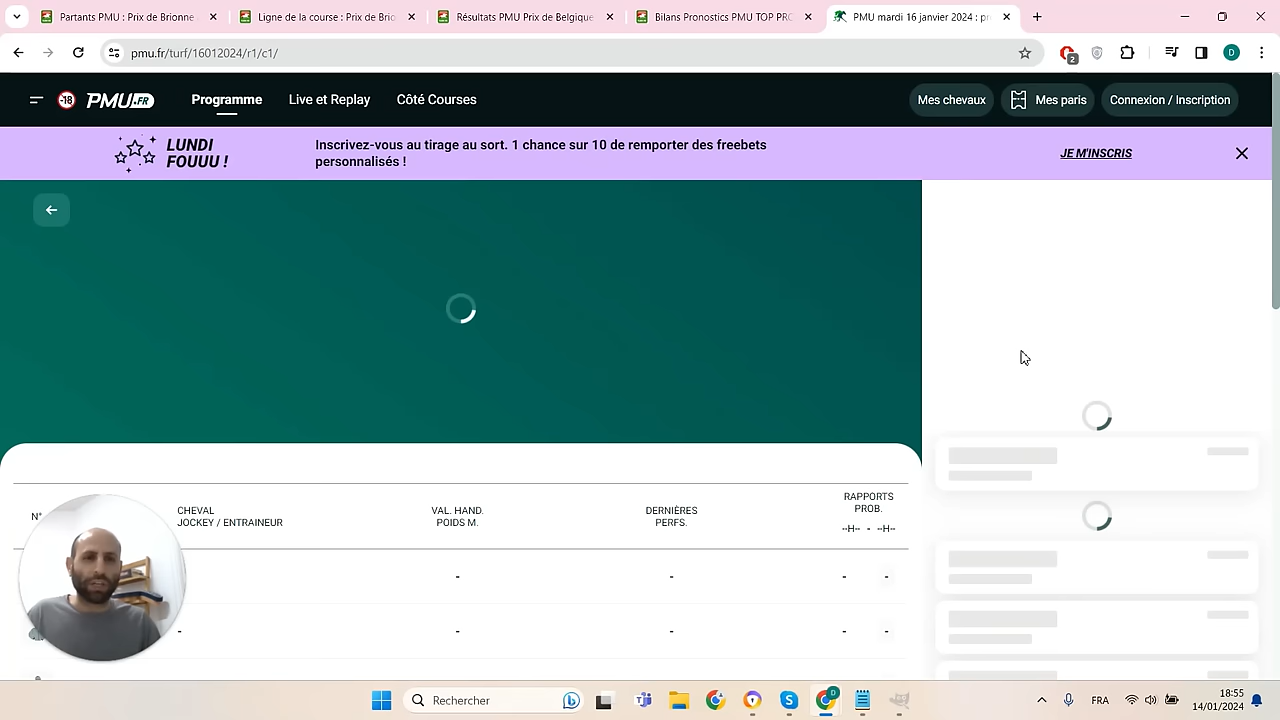 Partants PMU : Prix de Brionne
Ligne de la course : Prix de Brio
Résultats PMU Prix de Belgique
Bilans Pronostics PMU TOP PRO
PMU mardi 16 janvier 2024 : pr
pmu.fr/turf/16012024/r1/c1/
2
D
-18
PMU.FR
Programme
Live et Replay
Côté Courses
Mes chevaux
Mes paris
Connexion / Inscription
LUNDI
FOUUU !
Inscrivez-vous au tirage au sort. 1 chance sur 10 de remporter des freebets
personnalisés !
JE M'INSCRIS
N°
CHEVAL
JOCKEY / ENTRAINEUR
VAL. HAND.
POIDS M.
DERNIÈRES
PERFS.
RAPPORTS
PROB.
--H-- - --H--
- - - -
- - - - -
Rechercher
D
FRA
18:55
14/01/2024